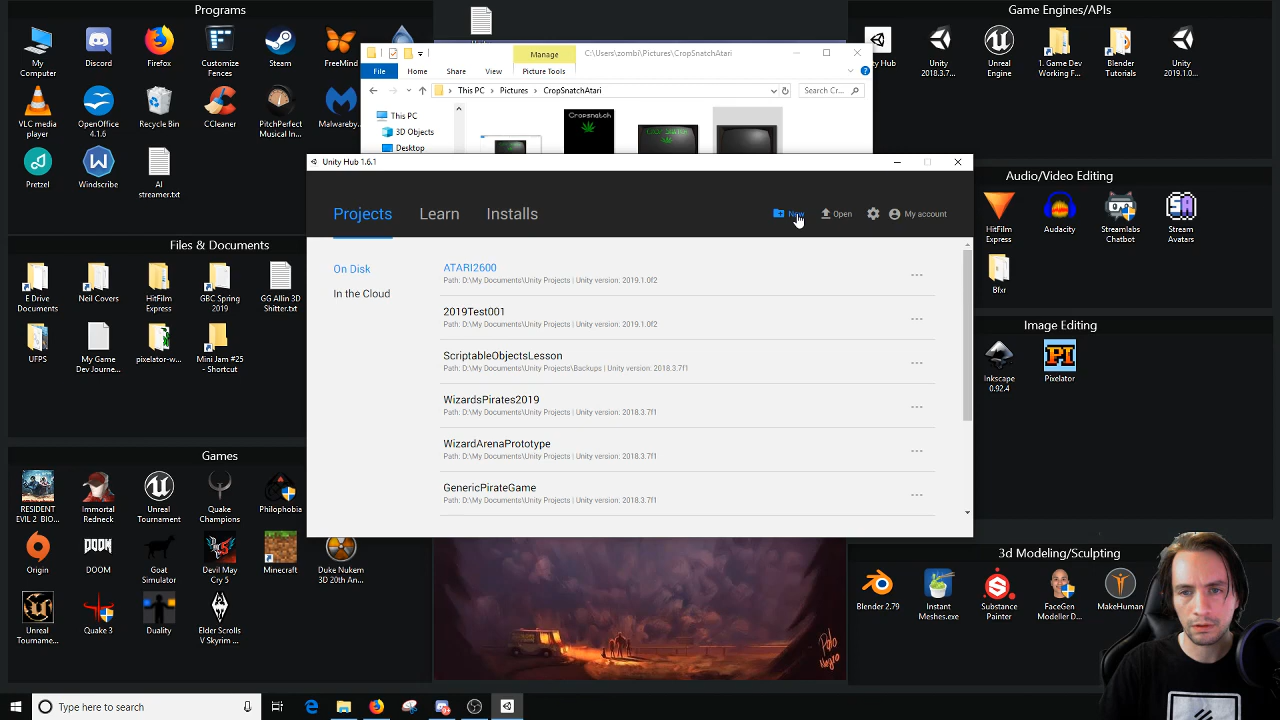 Programs
My
Computer
Discord
Firefox
Customize
Fences
Steam
FreeMind
VLC media
player
OpenOffice
4.1.6
Recycle Bin
CCleaner
PitchPerfect
Musical In...
Malwareby...
Pretzel
Windscribe
AI
streamer.txt
Files & Documents
E Drive
Documents
Neil Covers
HitFilm
Express
GBC Spring
2019
GG Allin 3D
Shitter.txt
UFPS
My Game
Dev Journe...
pixelator-w...
Mini Jam #25
- Shortcut
Games
RESIDENT
EVIL 2 BIO...
Immortal
Redneck
Unreal
Tournament
Quake
Champions
Philophobia
Origin
DOOM
DOOM
Goat
Simulator
Devil May
Cry 5
Minecraft
Duke Nukem
3D 20th An...
Unreal
Tourname...
Quake 3
Duality
Elder Scrolls
V Skyrim ...
Manage
C:\Users\zombi\Pictures\CropSnatchAtari
File
Home
Share
View
Picture Tools
This PC > Pictures > CropSnatchAtari
Search Cr...
This PC
3D Objects
Desktop
Cropsnatch
Unity Hub 1.6.1
Projects
Learn
Installs
New
Open
My account
On Disk
In the Cloud
ATARI2600
Path: D:\My Documents\Unity Projects | Unity version: 2019.1.0f2
2019Test001
Path: D:\My Documents\Unity Projects | Unity version: 2019.1.0f2
ScriptableObjectsLesson
Path: D:\My Documents\Unity Projects\Backups | Unity version: 2018.3.7f1
WizardsPirates2019
Path: D:\My Documents\Unity Projects | Unity version: 2018.3.7f1
WizardArenaPrototype
Path: D:\My Documents\Unity Projects | Unity version: 2018.3.7f1
GenericPirateGame
Path: D:\My Documents\Unity Projects | Unity version: 2018.3.7f1
Game Engines/APIs
Hub
Unity
2018.3.7...
Unreal
Engine
1. Game Dev
Working F...
Blender
Tutorials
Unity
2019.1.0...
Audio/Video Editing
HitFilm
Express
Audacity
Streamlabs
Chatbot
SA
Stream
Avatars
Bfxr
Image Editing
Inkscape
0.92.4
PI
Pixelator
3d Modeling/Sculpting
Blender 2.79
Instant
Meshes.exe
Substance
Painter
FaceGen
Modeller D...
MakeHuman
Type here to search